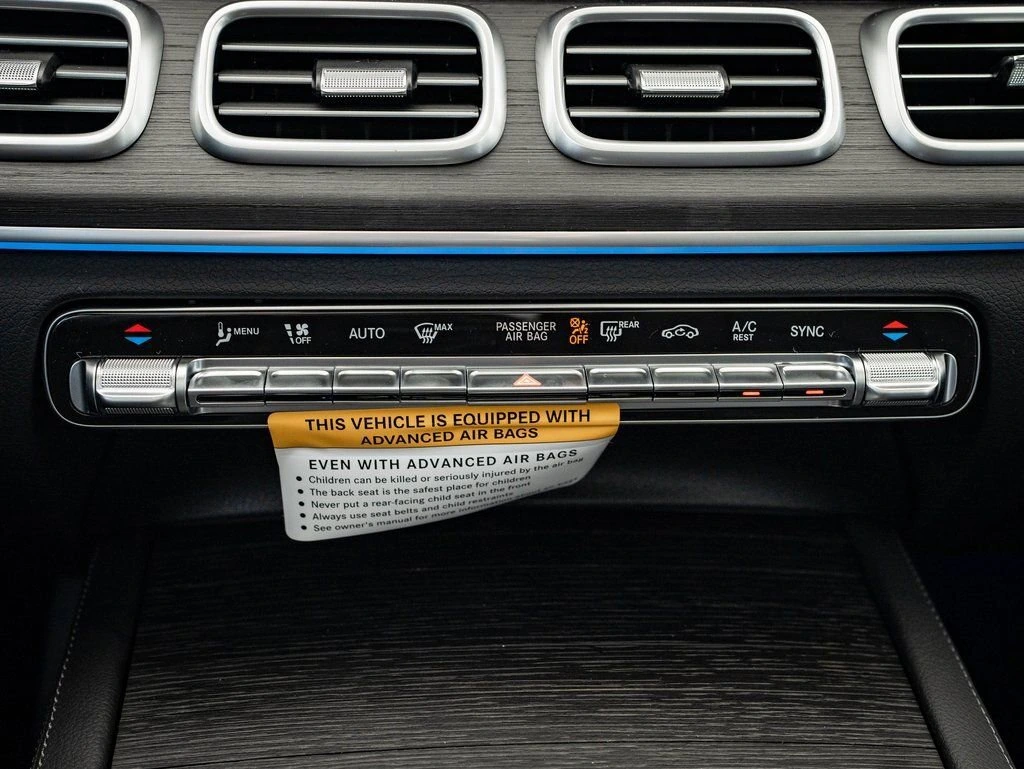 MENU
OFF
AUTO
MAX
PASSENGER
AIR BAG
OFF
REAR
A/C
REST
SYNC
THIS VEHICLE IS EQUIPPED WITH
ADVANCED AIR BAGS
EVEN WITH ADVANCED AIR BAGS
• Children can be killed or seriously injured by the air bag
• The back seat is the safest place for children
• Never put a rear-facing child seat in the front
• Always use seat belts and child restraints
• See owner's manual for more information